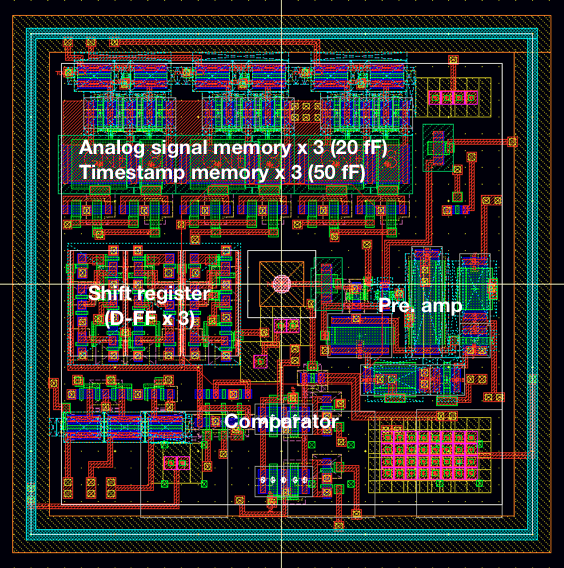 Analog signal memory x 3 (20 fF)
Timestamp memory x 3 (50 fF)
Shift register
(D-FF x 3)
Pre. amp
Comparator